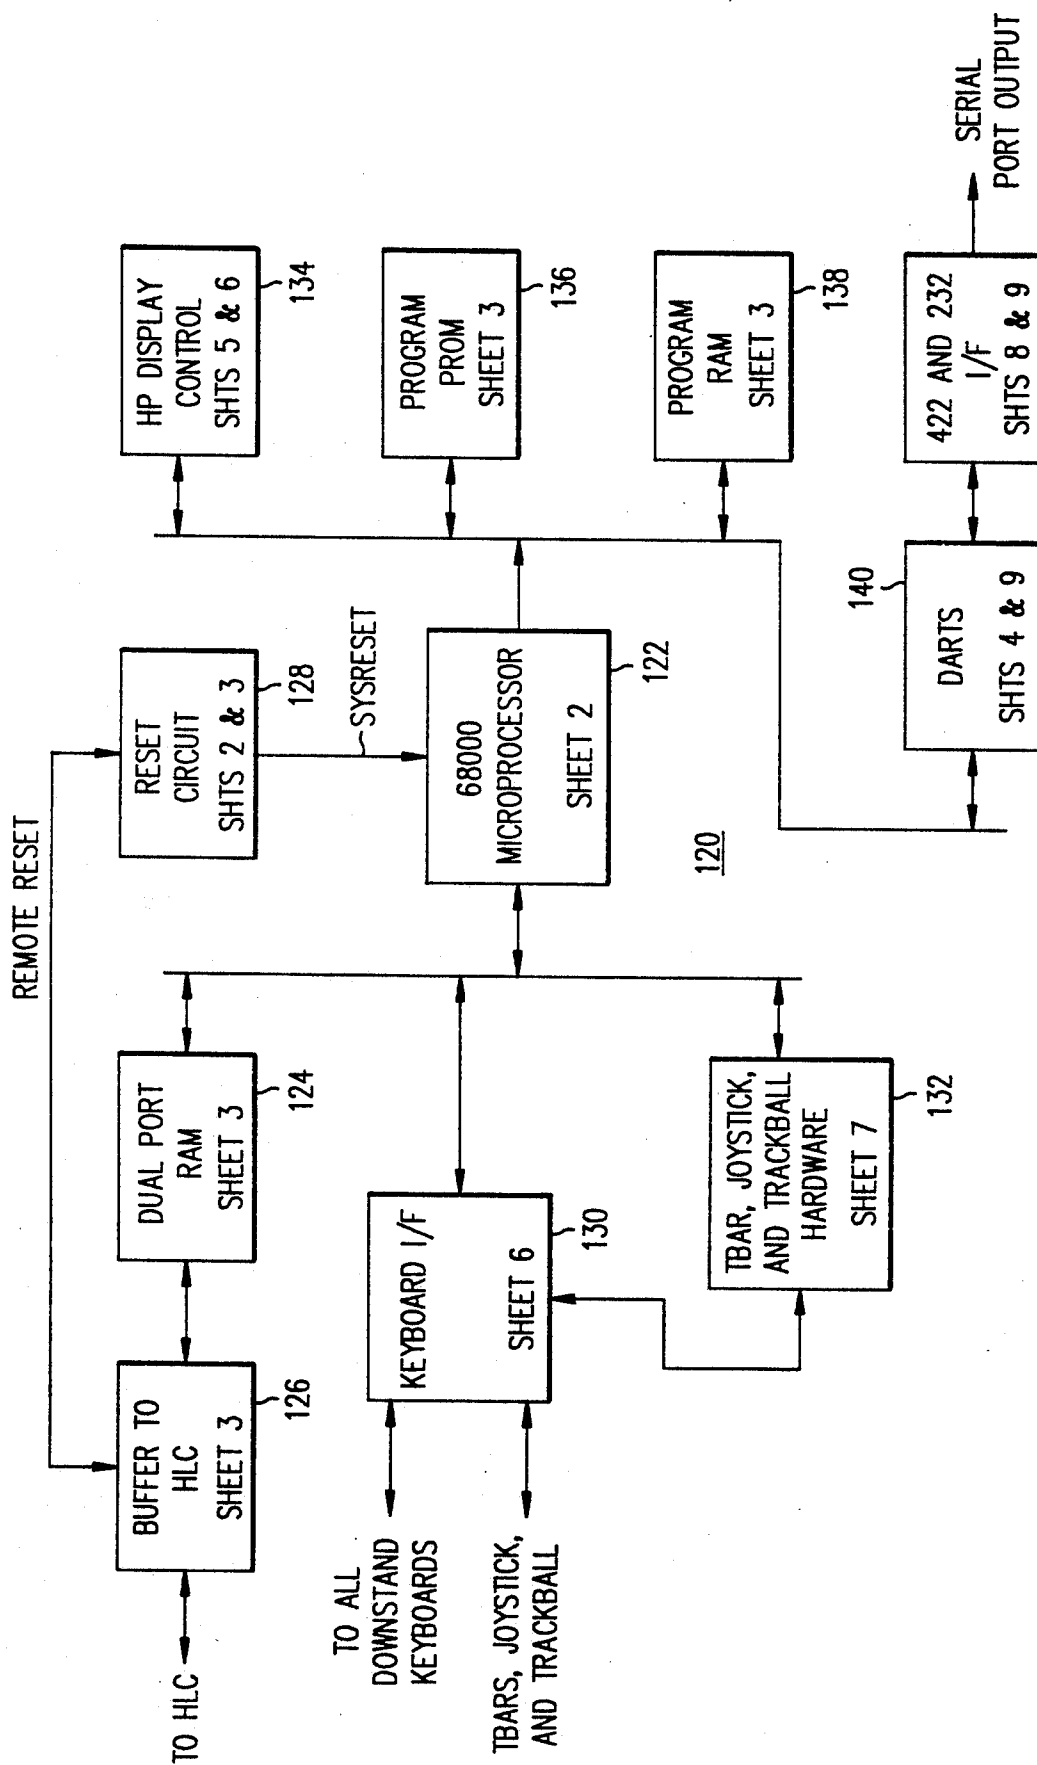 REMOTE RESET
TO HLC
BUFFER TO
HLC
SHEET 3
126
DUAL PORT
RAM
SHEET 3
124
RESET
CIRCUIT
SHTS 2 & 3
128
SYSRESET
HP DISPLAY
CONTROL
SHTS 5 & 6
134
TO ALL
DOWNSTAND
KEYBOARDS
TBARS, JOYSTICK,
AND TRACKBALL
KEYBOARD I/F
SHEET 6
130
68000
MICROPROCESSOR
SHEET 2
122
PROGRAM
PROM
SHEET 3
136
TBAR, JOYSTICK,
AND TRACKBALL
HARDWARE
SHEET 7
132
120
PROGRAM
RAM
SHEET 3
138
140
DARTS
SHTS 4 & 9
422 AND 232
I/F
SHTS 8 & 9
SERIAL
PORT OUTPUT